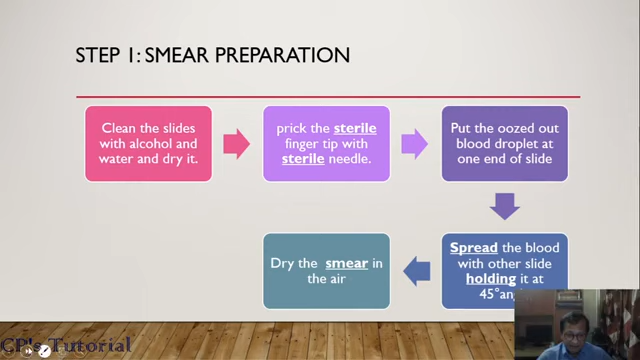 STEP 1: SMEAR PREPARATION
Clean the slides
with alcohol and
water and dry it.
prick the sterile
finger tip with
sterile needle.
Put the oozed out
blood droplet at
one end of slide
Spread the blood
with other slide
holding it at
45°ang
Dry the smear in
the air
CP's Tutorial